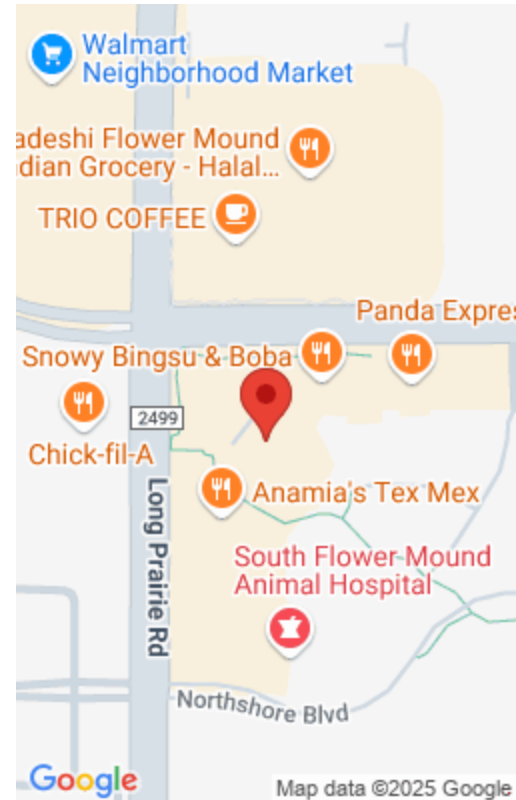 Walmart
Neighborhood Market
adeshi Flower Mound
dian Grocery - Halal...
TRIO COFFEE
Panda Expres
Snowy Bingsu & Boba
2499
Chick-fil-A
Anamia's Tex Mex
Long Prairie Rd
South Flower Mound
Animal Hospital
Northshore Blvd
Google
Map data ©2025 Google